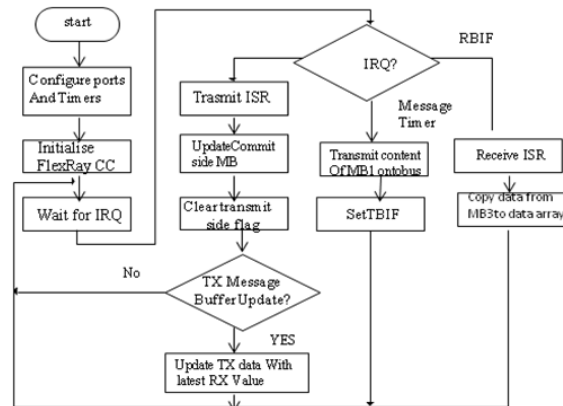 start
Configure ports
And Timers
Initialise
FlexRay CC
Wait for IRQ
IRQ?
RBIF
Trasmit ISR
UpdateCommit
side MB
Cleartransmit
side flag
Message
Timer
Transmit content
Of MB1 ontobus
SetTBIF
Receive ISR
Copy data from
MB3to data array
No
TX Message
BufferUpdate?
YES
Update TX data With
latest RX Value